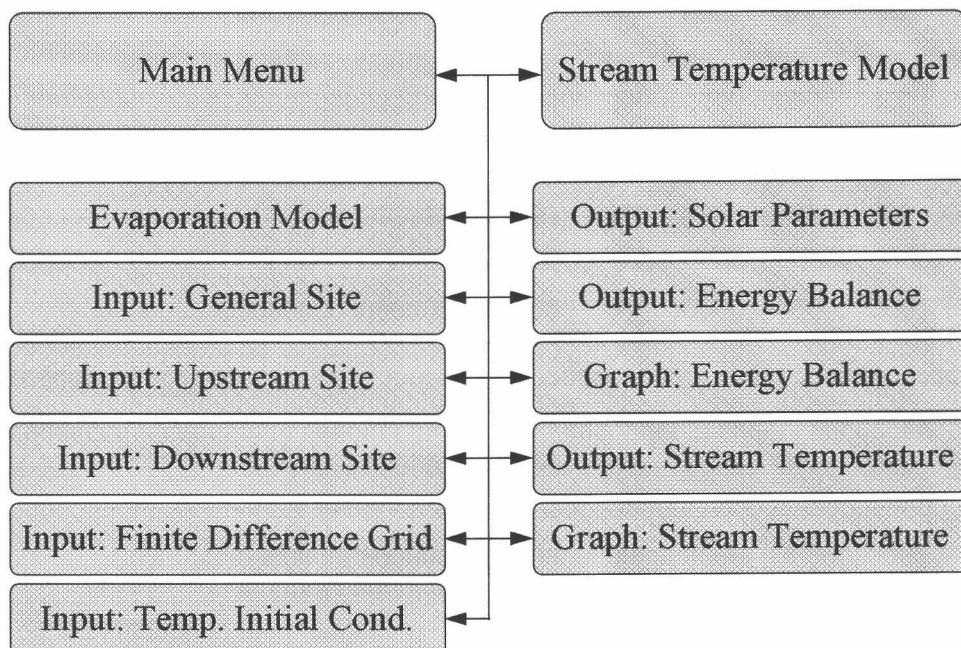 Main Menu
Stream Temperature Model
Evaporation Model
Output: Solar Parameters
Input: General Site
Output: Energy Balance
Input: Upstream Site
Graph: Energy Balance
Input: Downstream Site
Output: Stream Temperature
Input: Finite Difference Grid
Graph: Stream Temperature
Input: Temp. Initial Cond.